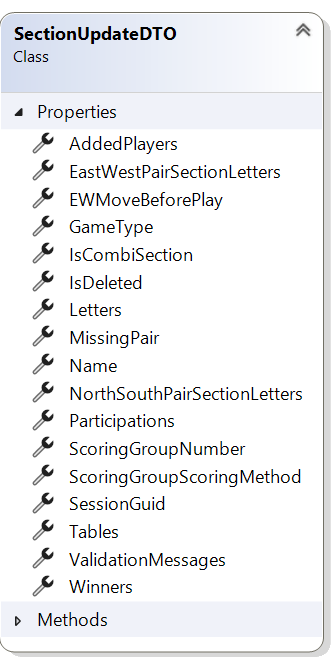 SectionUpdateDTO
Class
Properties
AddedPlayers
EastWestPairSectionLetters
EWMoveBeforePlay
GameType
IsCombiSection
IsDeleted
Letters
MissingPair
Name
NorthSouthPairSectionLetters
Participations
ScoringGroupNumber
ScoringGroupScoringMethod
SessionGuid
Tables
ValidationMessages
Winners
Methods